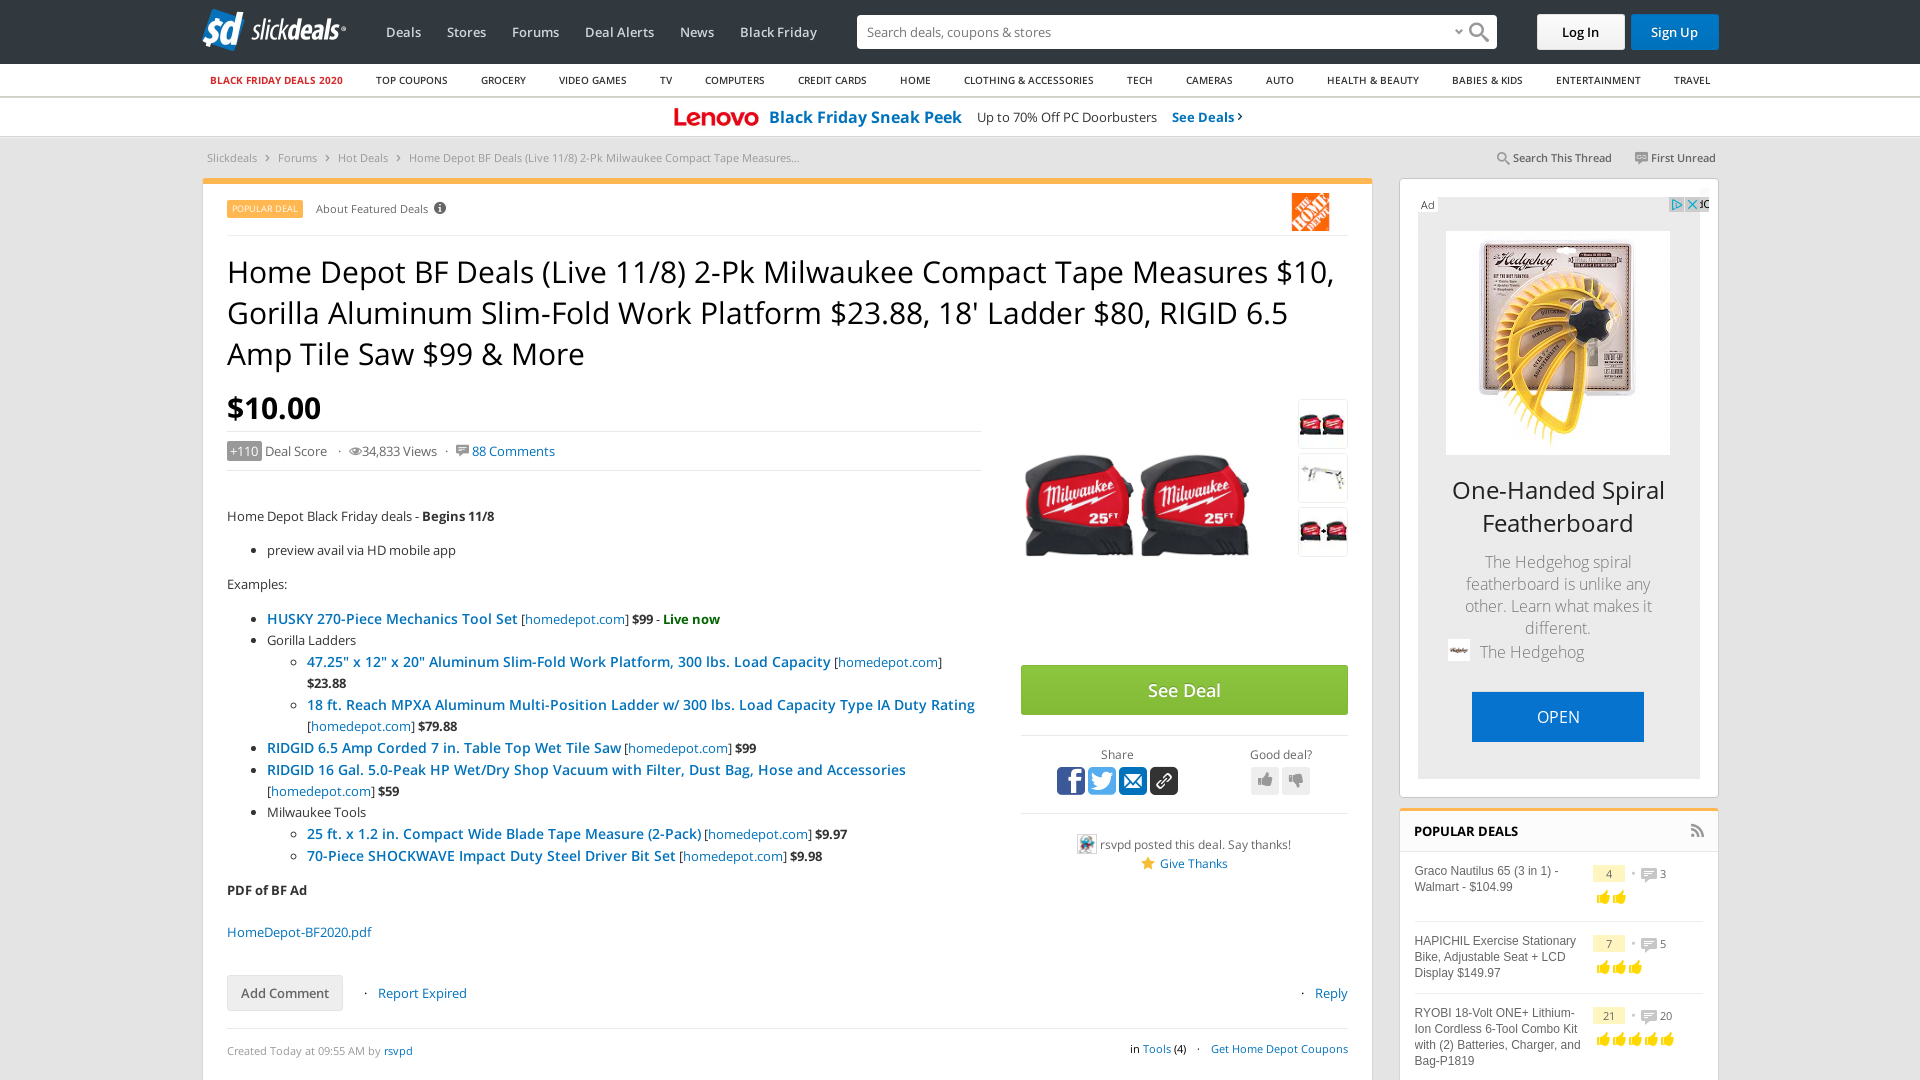 slickdeals
Deals
Stores
Forums
Deal Alerts
News
Black Friday
Search deals, coupons & stores
Log In
Sign Up
BLACK FRIDAY DEALS 2020
TOP COUPONS
GROCERY
VIDEO GAMES
TV
COMPUTERS
CREDIT CARDS
HOME
CLOTHING & ACCESSORIES
TECH
CAMERAS
AUTO
HEALTH & BEAUTY
BABIES & KIDS
ENTERTAINMENT
TRAVEL
Lenovo Black Friday Sneak Peek Up to 70% Off PC Doorbusters See Deals ›
Slickdeals › Forums › Hot Deals › Home Depot BF Deals (Live 11/8) 2-Pk Milwaukee Compact Tape Measures...
Search This Thread
First Unread
POPULAR DEAL
About Featured Deals
THE HOME DEPOT
Home Depot BF Deals (Live 11/8) 2-Pk Milwaukee Compact Tape Measures $10,
Gorilla Aluminum Slim-Fold Work Platform $23.88, 18' Ladder $80, RIGID 6.5
Amp Tile Saw $99 & More
$10.00
+110 Deal Score · 34,833 Views · 88 Comments
Home Depot Black Friday deals - Begins 11/8
• preview avail via HD mobile app
Examples:
• HUSKY 270-Piece Mechanics Tool Set [homedepot.com] $99 - Live now
• Gorilla Ladders
47.25" x 12" x 20" Aluminum Slim-Fold Work Platform, 300 lbs. Load Capacity [homedepot.com]
$23.88
18 ft. Reach MPXA Aluminum Multi-Position Ladder w/ 300 lbs. Load Capacity Type IA Duty Rating
[homedepot.com] $79.88
• RIDGID 6.5 Amp Corded 7 in. Table Top Wet Tile Saw [homedepot.com] $99
• RIDGID 16 Gal. 5.0-Peak HP Wet/Dry Shop Vacuum with Filter, Dust Bag, Hose and Accessories
[homedepot.com] $59
• Milwaukee Tools
25 ft. x 1.2 in. Compact Wide Blade Tape Measure (2-Pack) [homedepot.com] $9.97
70-Piece SHOCKWAVE Impact Duty Steel Driver Bit Set [homedepot.com] $9.98
PDF of BF Ad
HomeDepot-BF2020.pdf
Add Comment
· Report Expired
· Reply
Created Today at 09:55 AM by rsvpd
in Tools (4) · Get Home Depot Coupons
Milwaukee
25FT
Milwaukee
25FT
See Deal
Share
Good deal?
rsvpd posted this deal. Say thanks!
Give Thanks
Ad
Hedgehog
One-Handed Spiral
Featherboard
The Hedgehog spiral
featherboard is unlike any
other. Learn what makes it
different.
The Hedgehog
OPEN
POPULAR DEALS
Graco Nautilus 65 (3 in 1) -
Walmart - $104.99
4 • 3
HAPICHIL Exercise Stationary
Bike, Adjustable Seat + LCD
Display $149.97
7 • 5
RYOBI 18-Volt ONE+ Lithium-
Ion Cordless 6-Tool Combo Kit
with (2) Batteries, Charger, and
Bag-P1819
21 • 20